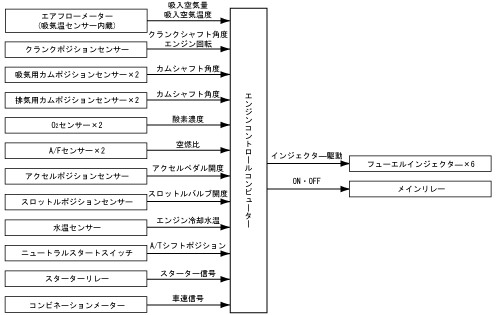 吸入空気量
吸入空気温度
エアフローメーター
(吸気温センサー内蔵)
クランクシャフト角度
エンジン回転
クランクポジションセンサー
カムシャフト角度
吸気用カムポジションセンサー×2
カムシャフト角度
排気用カムポジションセンサー×2
酸素濃度
O₂センサー×2
空燃比
A/Fセンサー×2
アクセルペダル開度
アクセルポジションセンサー
スロットルバルブ開度
スロットルポジションセンサー
エンジン冷却水温
水温センサー
A/Tシフトポジション
ニュートラルスタートスイッチ
スターター信号
スターターリレー
車速信号
コンビネーションメーター
エンジンコントロールコンピューター
インジェクター駆動
フューエルインジェクター×6
ON・OFF
メインリレー